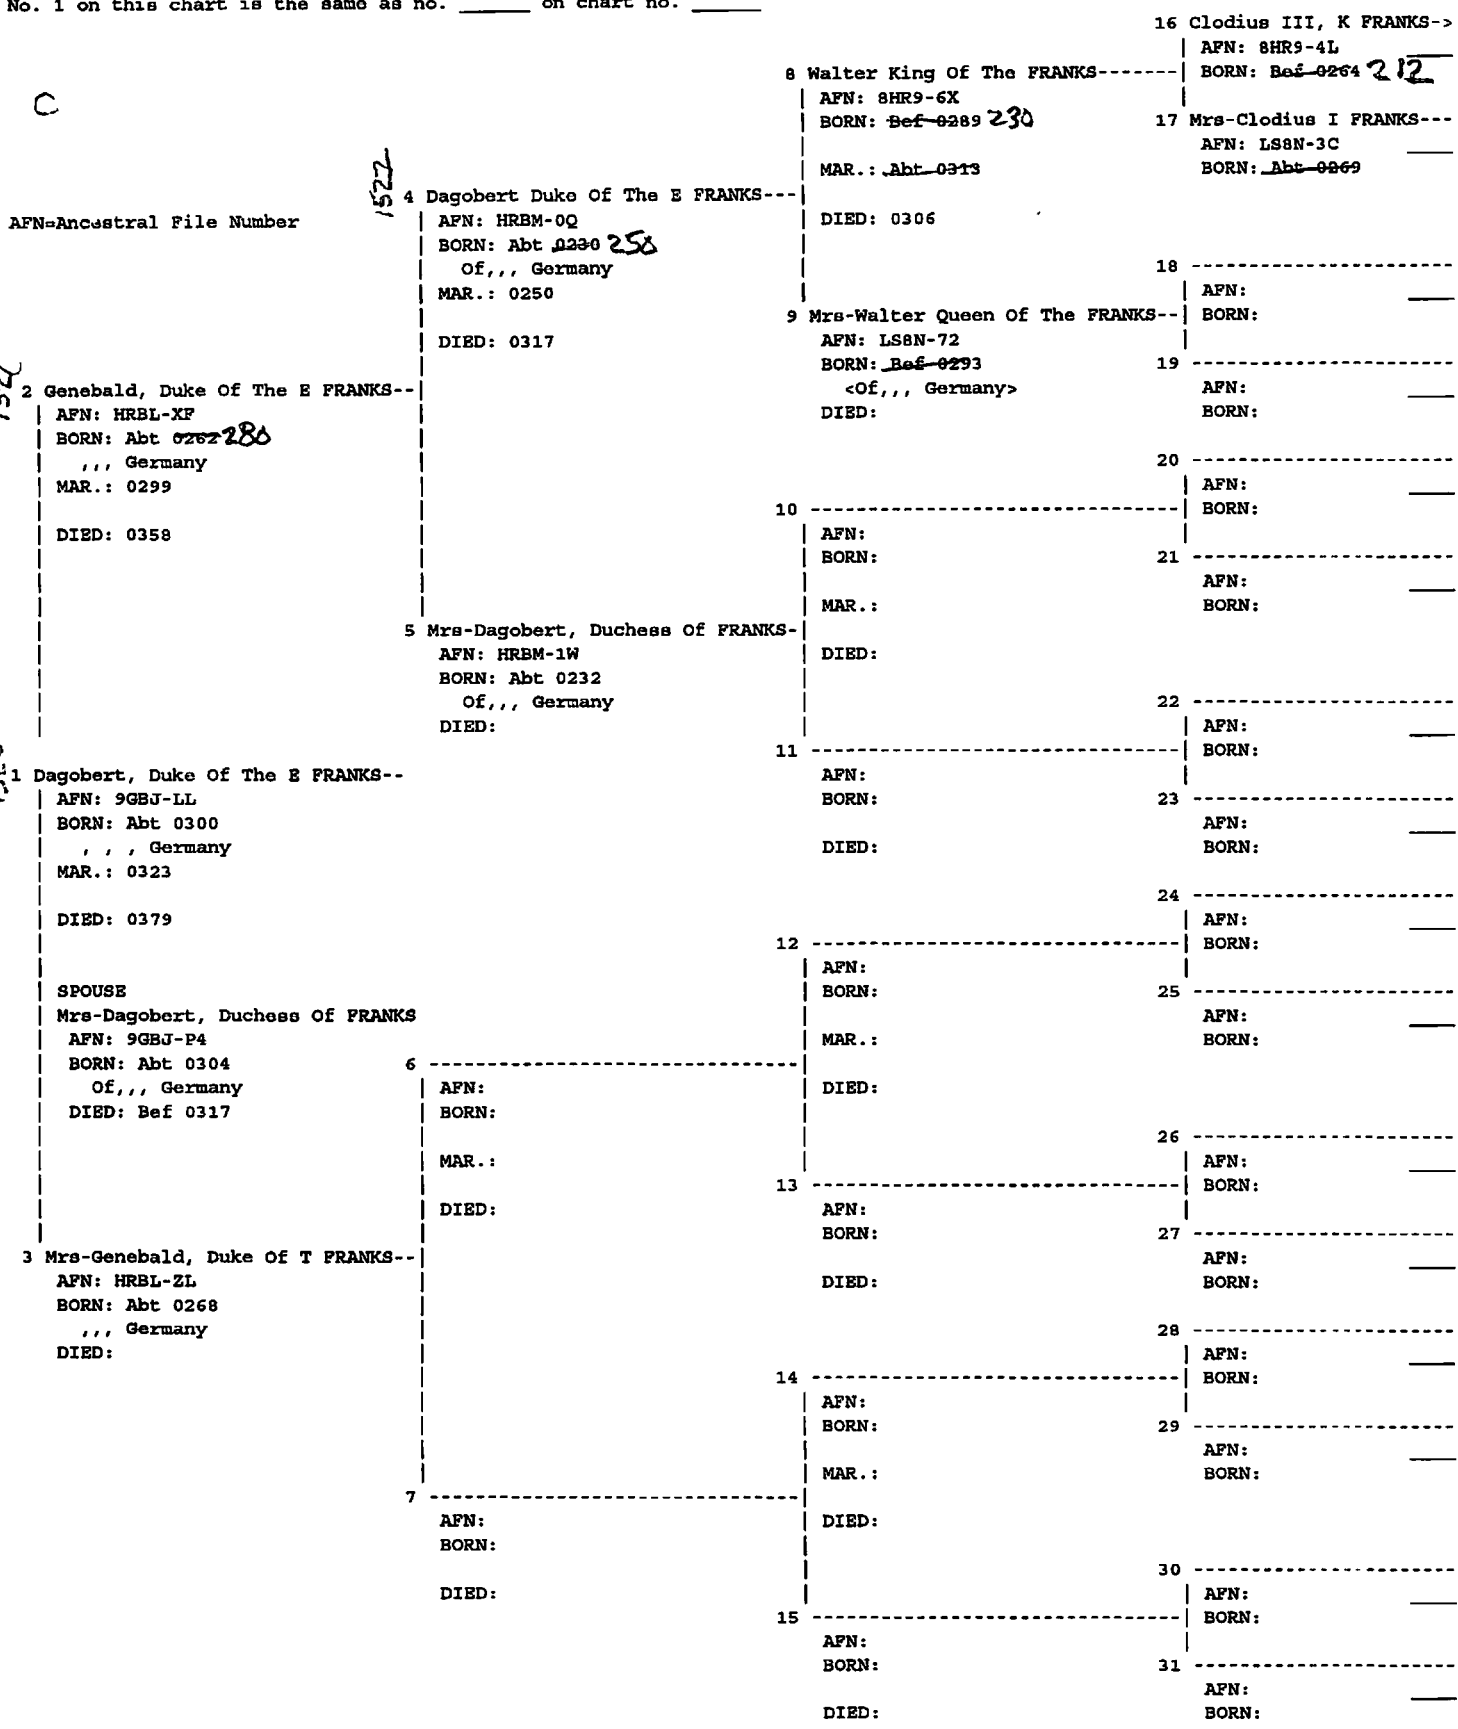 No. 1 on this chart is the same as no. ______ on chart no. ______
C
AFN=Ancestral File Number
16 Clodius III, K FRANKS->
AFN: 8HR9-4L
BORN: Bef 0264 212
8 Walter King Of The FRANKS-------
AFN: 8HR9-6X
BORN: Bef 0289 230
MAR.: Abt 0313
DIED: 0306
17 Mrs-Clodius I FRANKS---
AFN: LS8N-3C
BORN: Abt 0269
1522
4 Dagobert Duke Of The E FRANKS---
AFN: HRBM-0Q
BORN: Abt 0230 250
Of,,, Germany
MAR.: 0250
DIED: 0317
18
AFN:
BORN:
9 Mrs-Walter Queen Of The FRANKS--
AFN: LS8N-72
BORN: Bef 0293
<Of,,, Germany>
DIED:
19
AFN:
BORN:
2 Genebald, Duke Of The E FRANKS--
AFN: HRBL-XF
BORN: Abt 0262 280
,,, Germany
MAR.: 0299
DIED: 0358
20
AFN:
BORN:
10
AFN:
BORN:
MAR.:
DIED:
21
AFN:
BORN:
5 Mrs-Dagobert, Duchess Of FRANKS-
AFN: HRBM-1W
BORN: Abt 0232
Of,,, Germany
DIED:
22
AFN:
BORN:
11
AFN:
BORN:
DIED:
23
AFN:
BORN:
1 Dagobert, Duke Of The E FRANKS--
AFN: 9GBJ-LL
BORN: Abt 0300
, , , Germany
MAR.: 0323
DIED: 0379
SPOUSE
Mrs-Dagobert, Duchess Of FRANKS
AFN: 9GBJ-P4
BORN: Abt 0304
Of,,, Germany
DIED: Bef 0317
24
AFN:
BORN:
12
AFN:
BORN:
MAR.:
DIED:
25
AFN:
BORN:
6
AFN:
BORN:
MAR.:
DIED:
26
AFN:
BORN:
13
AFN:
BORN:
DIED:
27
AFN:
BORN:
3 Mrs-Genebald, Duke Of T FRANKS--
AFN: HRBL-ZL
BORN: Abt 0268
,,, Germany
DIED:
28
AFN:
BORN:
14
AFN:
BORN:
MAR.:
DIED:
29
AFN:
BORN:
7
AFN:
BORN:
DIED:
30
AFN:
BORN:
15
AFN:
BORN:
DIED:
31
AFN:
BORN: